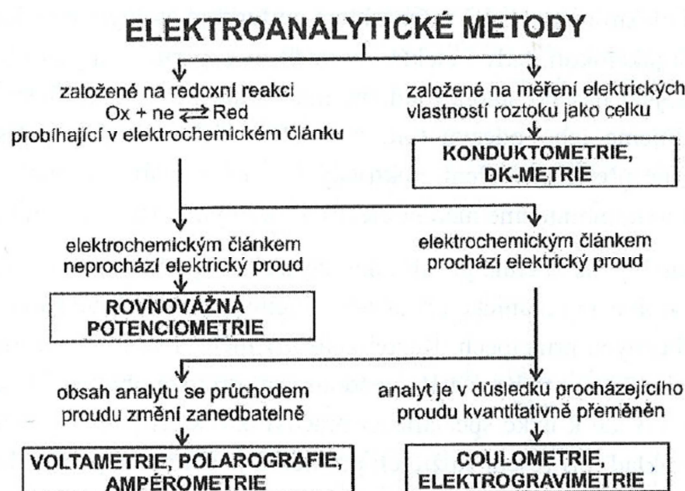 ELEKTROANALYTICKÉ METODY
založené na redoxní reakci
Ox + ne ⇄ Red
probíhající v elektrochemickém článku
založené na měření elektrických
vlastností roztoku jako celku
KONDUKTOMETRIE,
DK-METRIE
elektrochemickým článkem
neprochází elektrický proud
elektrochemickým článkem
prochází elektrický proud
ROVNOVÁŽNÁ
POTENCIOMETRIE
obsah analytu se průchodem
proudu změní zanedbatelně
analyt je v důsledku procházejícího
proudu kvantitativně přeměněn
VOLTAMETRIE, POLAROGRAFIE,
AMPÉROMETRIE
COULOMETRIE,
ELEKTROGRAVIMETRIE